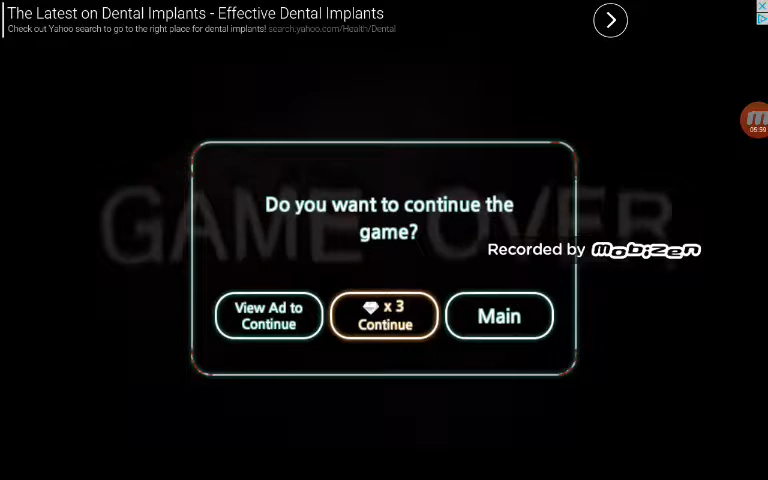 The Latest on Dental Implants - Effective Dental Implants
Check out Yahoo search to go to the right place for dental implants! search.yahoo.com/Health/Dental
05:59
GAME OVER
Do you want to continue the
game?
Recorded by mobizen
View Ad to
Continue
x 3
Continue
Main